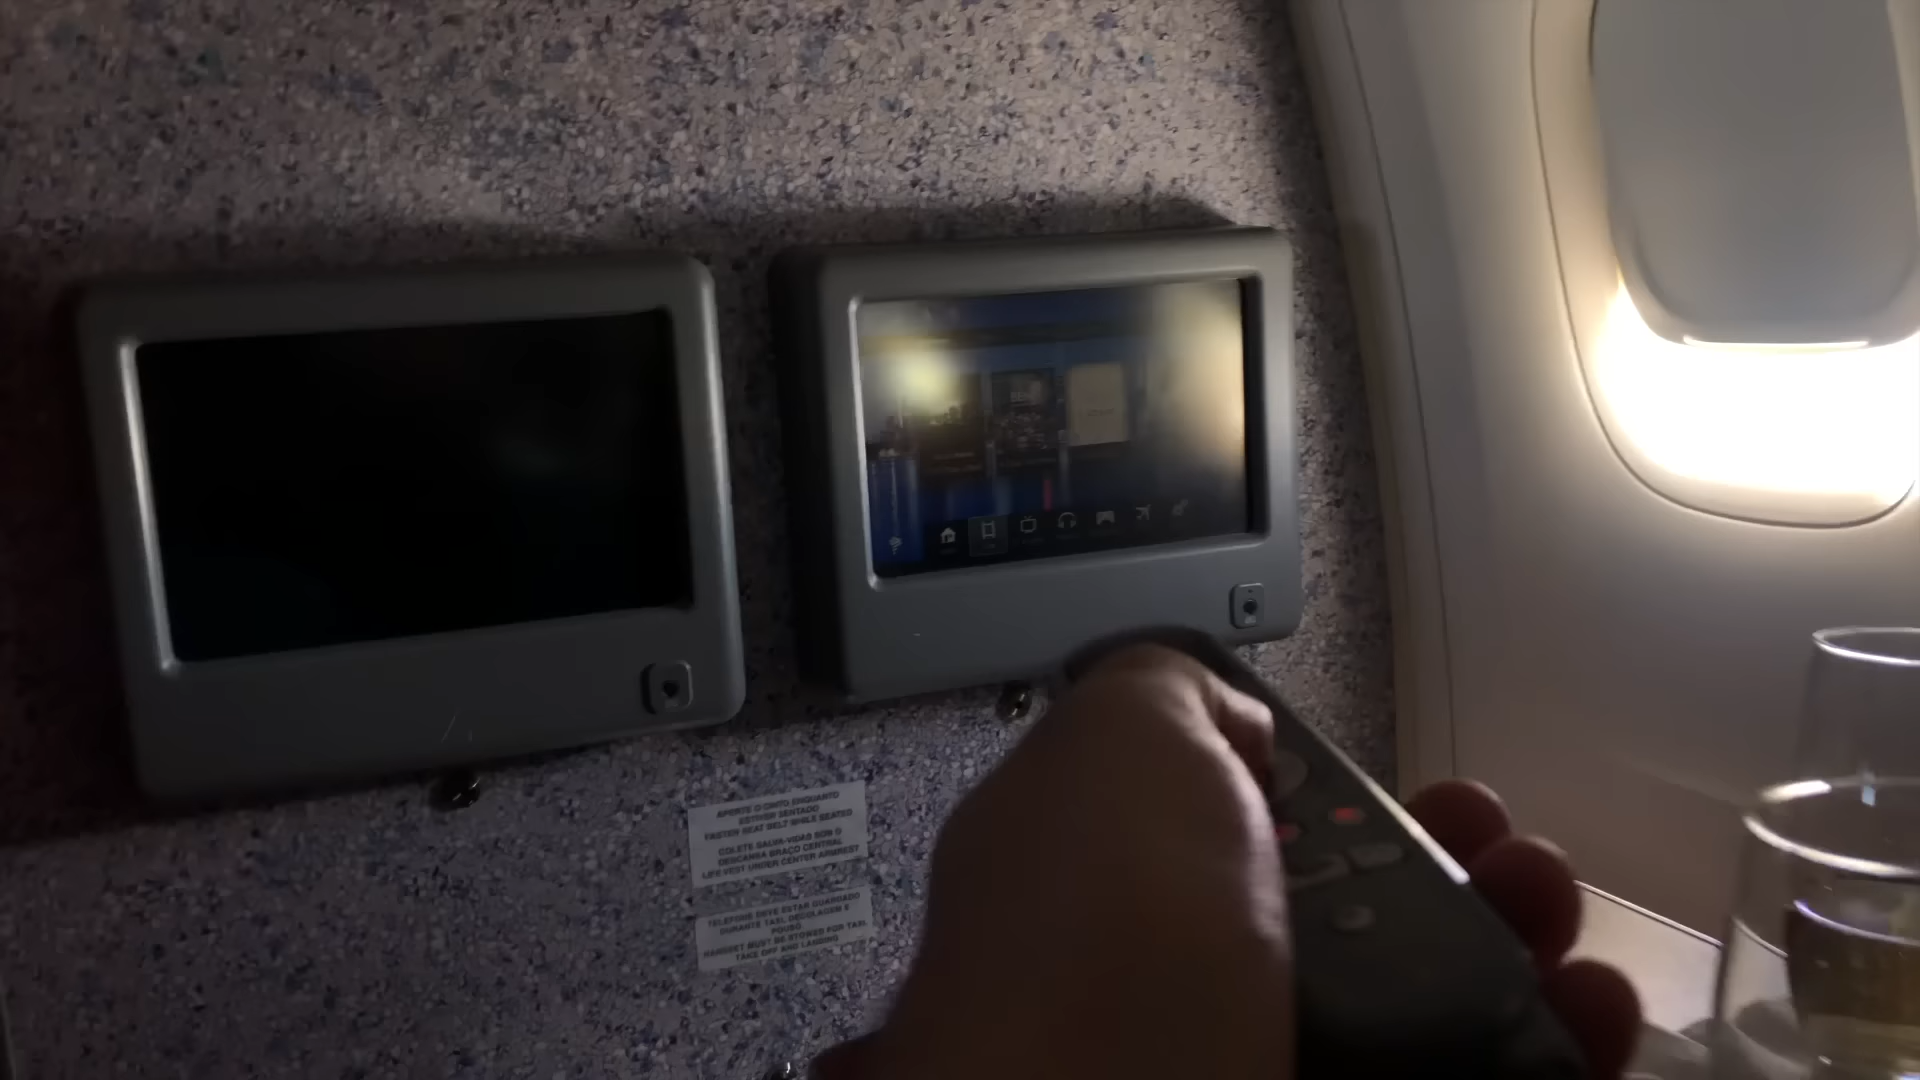 APERTE O CINTO ENQUANTO
ESTIVER SENTADO
FASTEN SEAT BELT WHILE SEATED
COLETE SALVA-VIDAS SOB O
DESCANSA BRAÇO CENTRAL
LIFE VEST UNDER CENTER ARMREST
TELEFONE DEVE ESTAR GUARDADO
DURANTE TAXI, DECOLAGEM E
POUSO
HANDSET MUST BE STOWED FOR TAXI
TAKE OFF AND LANDING